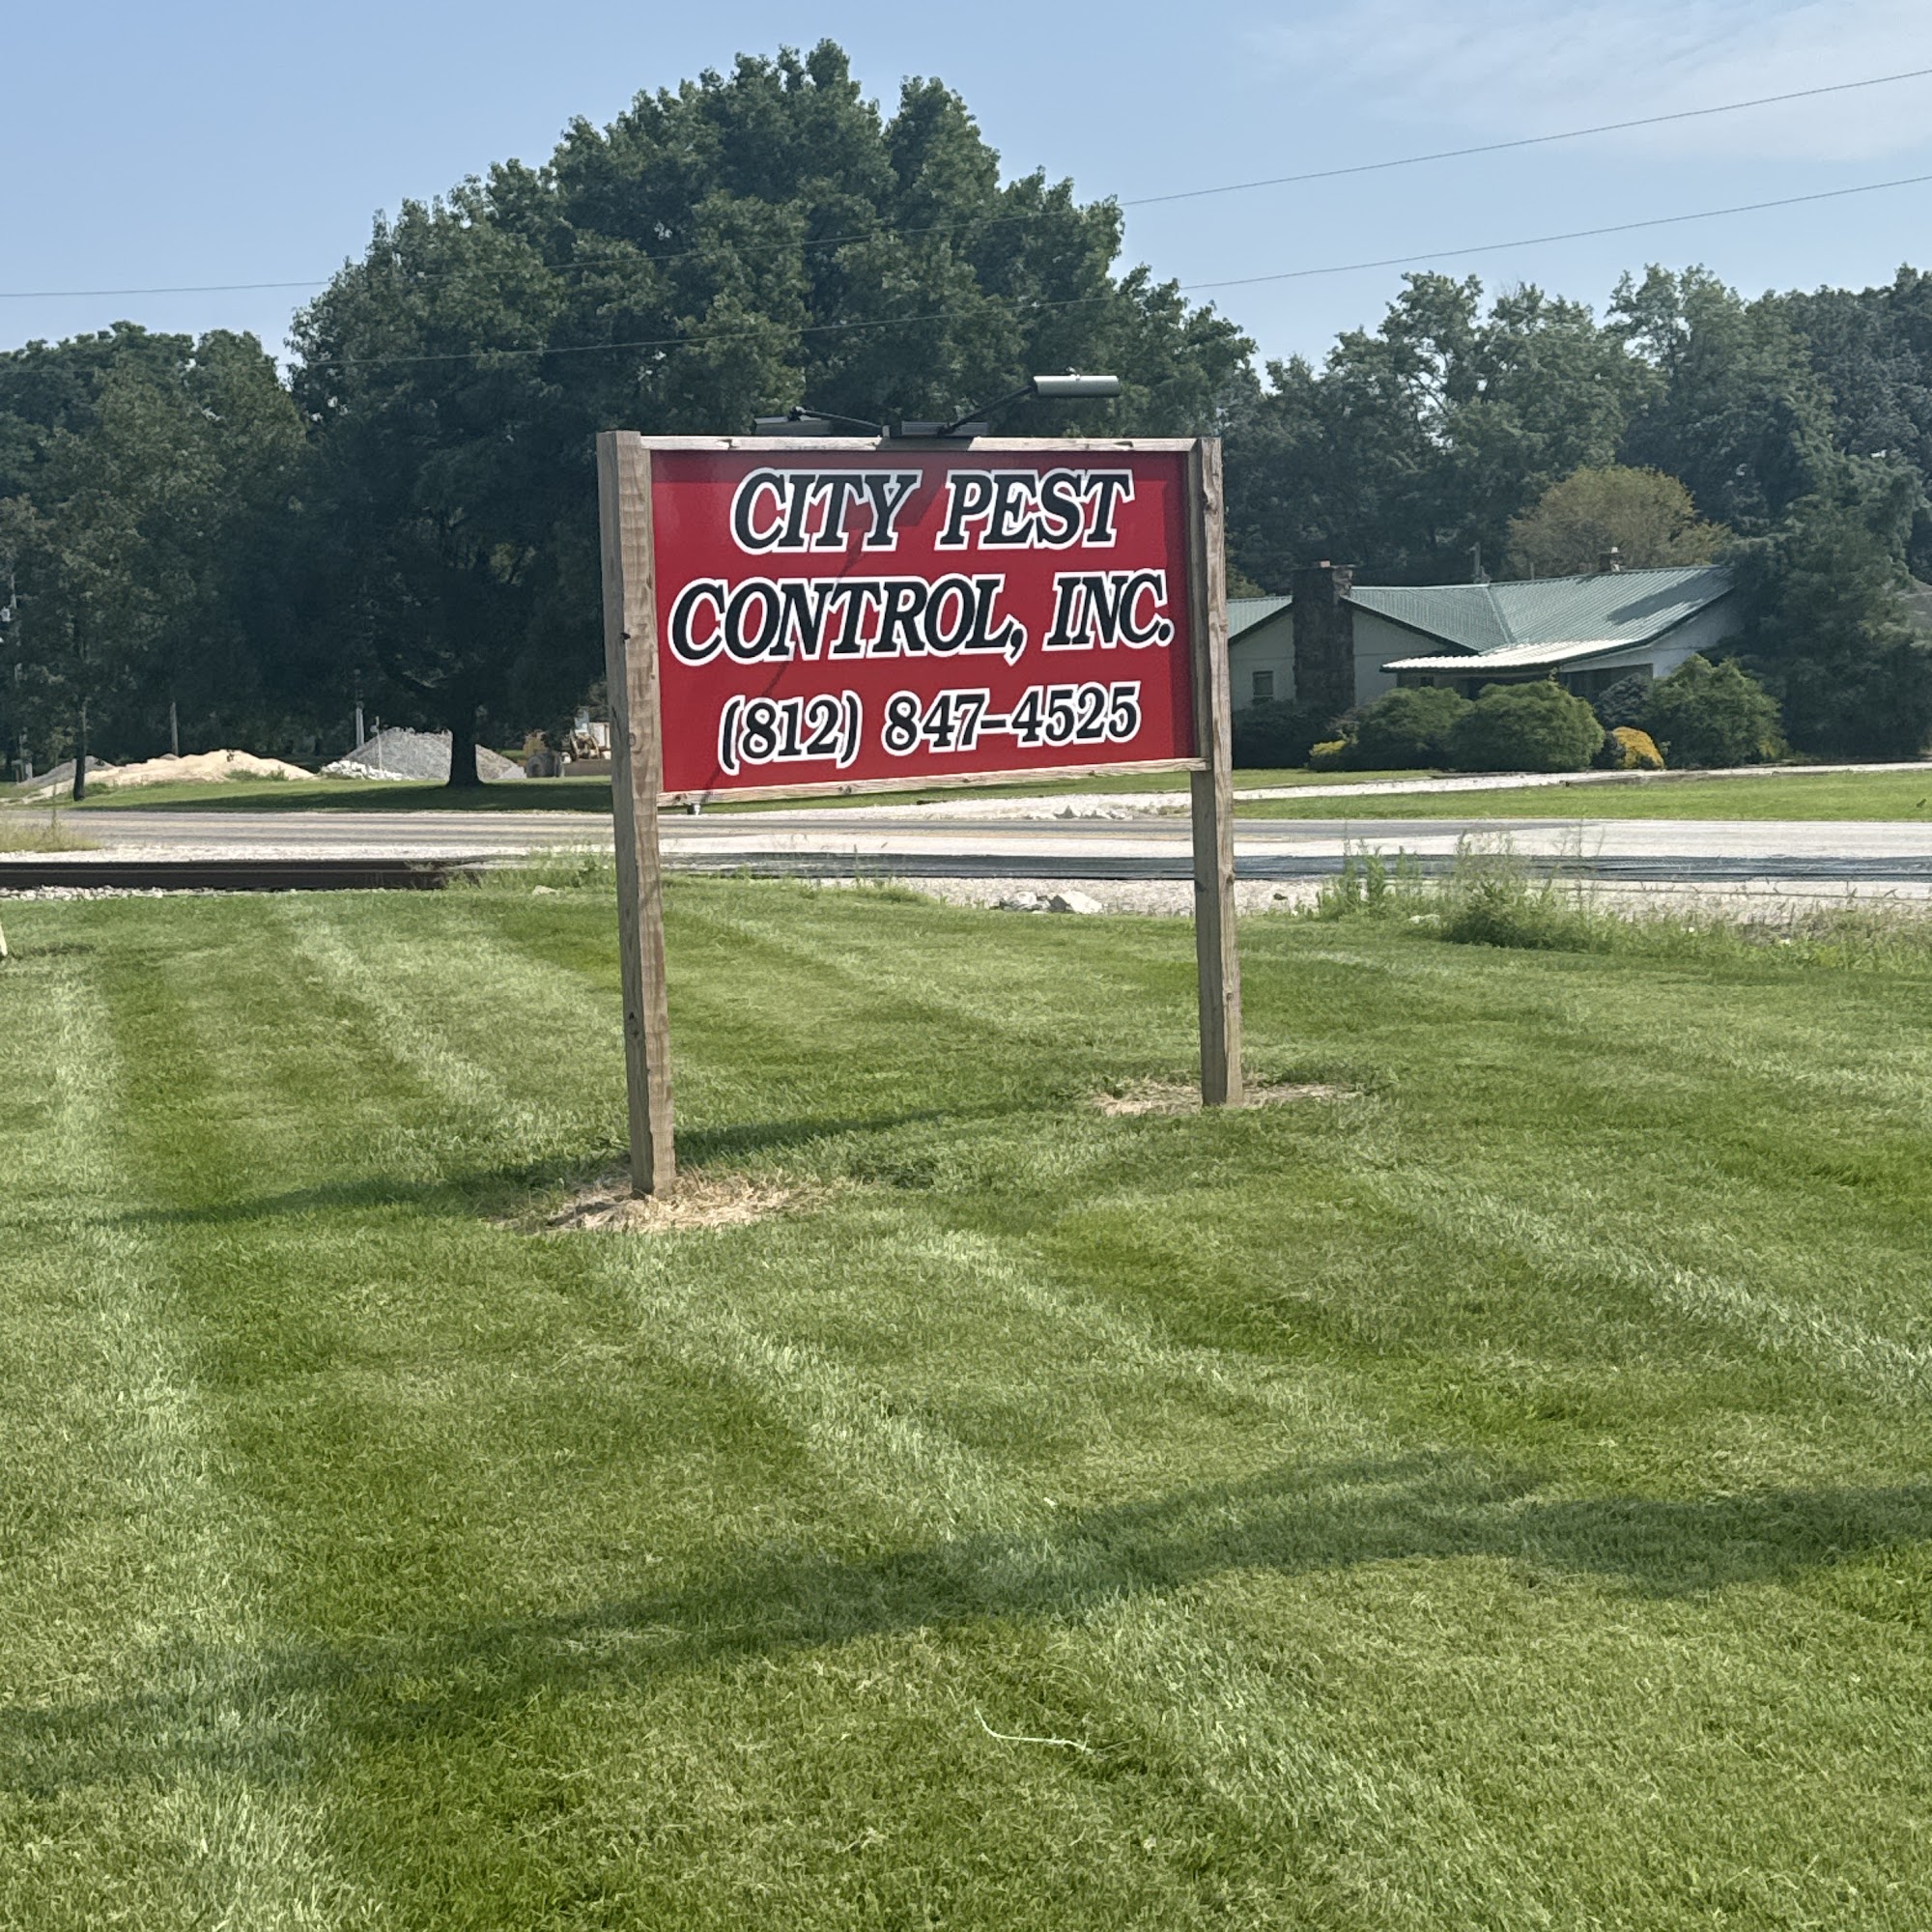 CITY PEST
CONTROL, INC.
(812) 847-4525